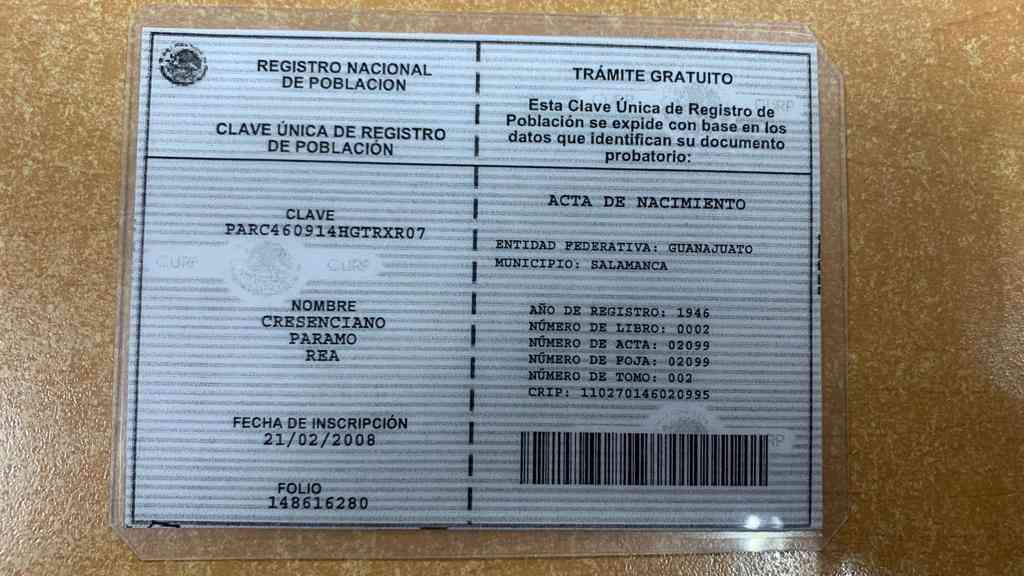 REGISTRO NACIONAL
DE POBLACION
CLAVE ÚNICA DE REGISTRO
DE POBLACIÓN
CLAVE
PARC460914HGTRXR07
CURP CURP
NOMBRE
CRESENCIANO
PARAMO
REA
FECHA DE INSCRIPCIÓN
21/02/2008
FOLIO
148616280
TRÁMITE GRATUITO
CURP
Esta Clave Única de Registro de
Población se expide con base en los
datos que identifican su documento
probatorio:
ACTA DE NACIMIENTO
ENTIDAD FEDERATIVA: GUANAJUATO
MUNICIPIO: SALAMANCA
AÑO DE REGISTRO: 1946
NÚMERO DE LIBRO: 0002
NÚMERO DE ACTA: 02099
NÚMERO DE FOJA: 02099
NÚMERO DE TOMO: 002
CRIP: 110270146020995